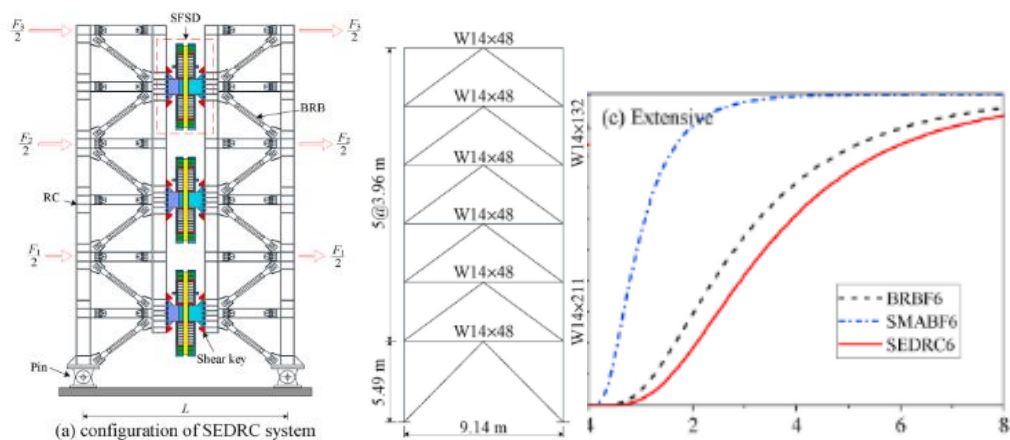 SFSD
F3
2
F3
2
BRB
F2
2
F2
2
RC
F1
2
F1
2
Shear key
Pin
L
(a) configuration of SEDRC system
W14×48
W14×48
W14×48
W14×48
W14×48
W14×48
5@3.96 m
5.49 m
9.14 m
W14×132
W14×211
(c) Extensive
BRBF6
SMABF6
SEDRC6
2
4
6
8